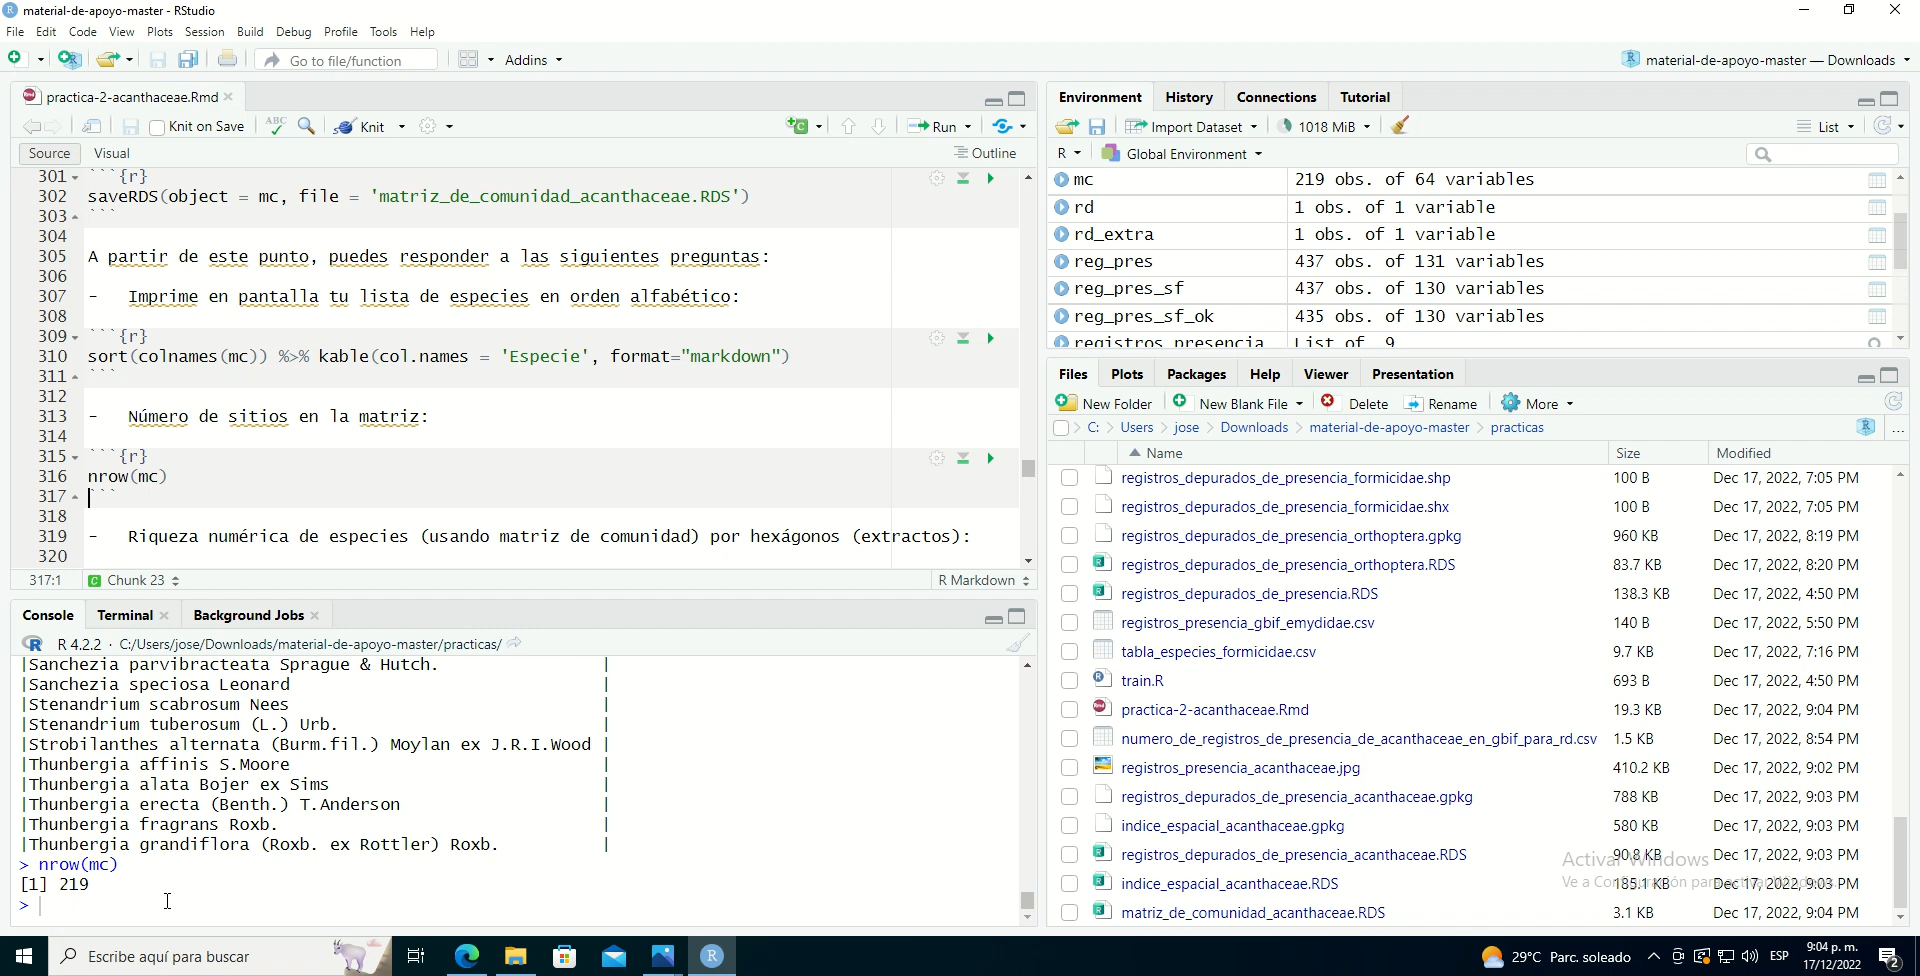 material-de-apoyo-master - RStudio
File Edit Code View Plots Session Build Debug Profile Tools Help
Go to file/function Addins material-de-apoyo-master — Downloads
practica-2-acanthaceae.Rmd
Knit on Save ABC Knit Run
Source Visual Outline
301 ```{r}
302 saveRDS(object = mc, file = 'matriz_de_comunidad_acanthaceae.RDS')
303 ```
304
305 A partir de este punto, puedes responder a las siguientes preguntas:
306
307 - Imprime en pantalla tu lista de especies en orden alfabético:
308
309 ```{r}
310 sort(colnames(mc)) %>% kable(col.names = 'Especie', format="markdown")
311 ```
312
313 - Número de sitios en la matriz:
314
315 ```{r}
316 nrow(mc)
317 ```
318
319 - Riqueza numérica de especies (usando matriz de comunidad) por hexágonos (extractos):
320
317:1 Chunk 23 R Markdown
Console Terminal Background Jobs
R 4.2.2 · C:/Users/jose/Downloads/material-de-apoyo-master/practicas/
|Sanchezia parvibracteata Sprague & Hutch. |
|Sanchezia speciosa Leonard |
|Stenandrium scabrosum Nees |
|Stenandrium tuberosum (L.) Urb. |
|Strobilanthes alternata (Burm.fil.) Moylan ex J.R.I.Wood |
|Thunbergia affinis S.Moore |
|Thunbergia alata Bojer ex Sims |
|Thunbergia erecta (Benth.) T.Anderson |
|Thunbergia fragrans Roxb. |
|Thunbergia grandiflora (Roxb. ex Rottler) Roxb. |
> nrow(mc)
[1] 219
>
Environment History Connections Tutorial
Import Dataset 1018 MiB List
R Global Environment
mc 219 obs. of 64 variables
rd 1 obs. of 1 variable
rd_extra 1 obs. of 1 variable
reg_pres 437 obs. of 131 variables
reg_pres_sf 437 obs. of 130 variables
reg_pres_sf_ok 435 obs. of 130 variables
registros_presencia List of 9
Files Plots Packages Help Viewer Presentation
New Folder New Blank File Delete Rename More
C: Users jose Downloads material-de-apoyo-master practicas ...
Name Size Modified
registros_depurados_de_presencia_formicidae.shp 100 B Dec 17, 2022, 7:05 PM
registros_depurados_de_presencia_formicidae.shx 100 B Dec 17, 2022, 7:05 PM
registros_depurados_de_presencia_orthoptera.gpkg 960 KB Dec 17, 2022, 8:19 PM
registros_depurados_de_presencia_orthoptera.RDS 83.7 KB Dec 17, 2022, 8:20 PM
registros_depurados_de_presencia.RDS 138.3 KB Dec 17, 2022, 4:50 PM
registros_presencia_gbif_emydidae.csv 140 B Dec 17, 2022, 5:50 PM
tabla_especies_formicidae.csv 9.7 KB Dec 17, 2022, 7:16 PM
train.R 693 B Dec 17, 2022, 4:50 PM
practica-2-acanthaceae.Rmd 19.3 KB Dec 17, 2022, 9:04 PM
numero_de_registros_de_presencia_de_acanthaceae_en_gbif_para_rd.csv 1.5 KB Dec 17, 2022, 8:54 PM
registros_presencia_acanthaceae.jpg 410.2 KB Dec 17, 2022, 9:02 PM
registros_depurados_de_presencia_acanthaceae.gpkg 788 KB Dec 17, 2022, 9:03 PM
indice_espacial_acanthaceae.gpkg 580 KB Dec 17, 2022, 9:03 PM
registros_depurados_de_presencia_acanthaceae.RDS 90.8 KB Dec 17, 2022, 9:03 PM
indice_espacial_acanthaceae.RDS 185.1 KB Dec 17, 2022, 9:03 PM
matriz_de_comunidad_acanthaceae.RDS 3.1 KB Dec 17, 2022, 9:04 PM
Activar Windows
Escribe aquí para buscar 29°C Parc. soleado ESP 9:04 p. m.
17/12/2022 2